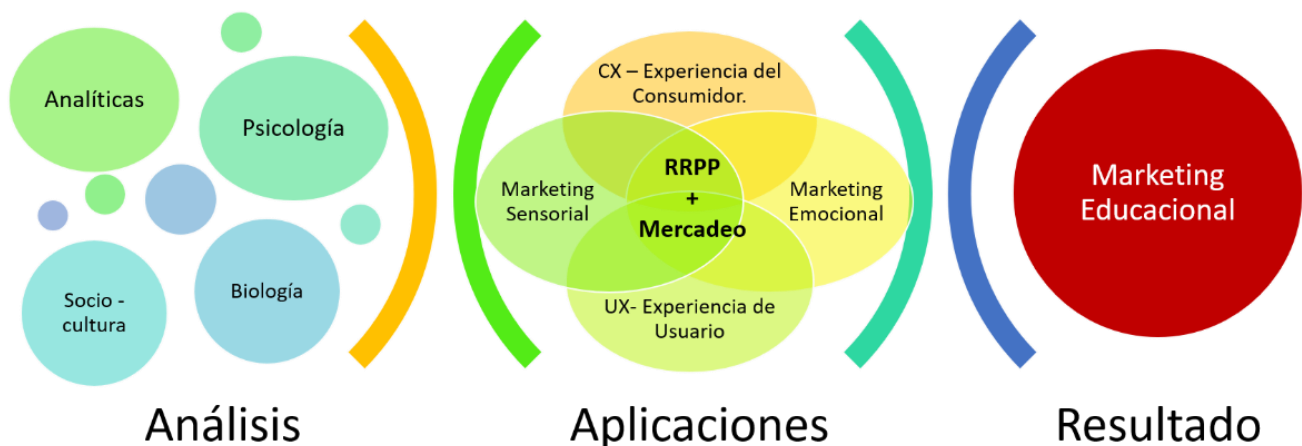 Analíticas
Psicología
Socio -
cultura
Biología
CX – Experiencia del
Consumidor.
Marketing
Sensorial
RRPP
+
Mercadeo
Marketing
Emocional
UX- Experiencia de
Usuario
Marketing
Educacional
Análisis
Aplicaciones
Resultado